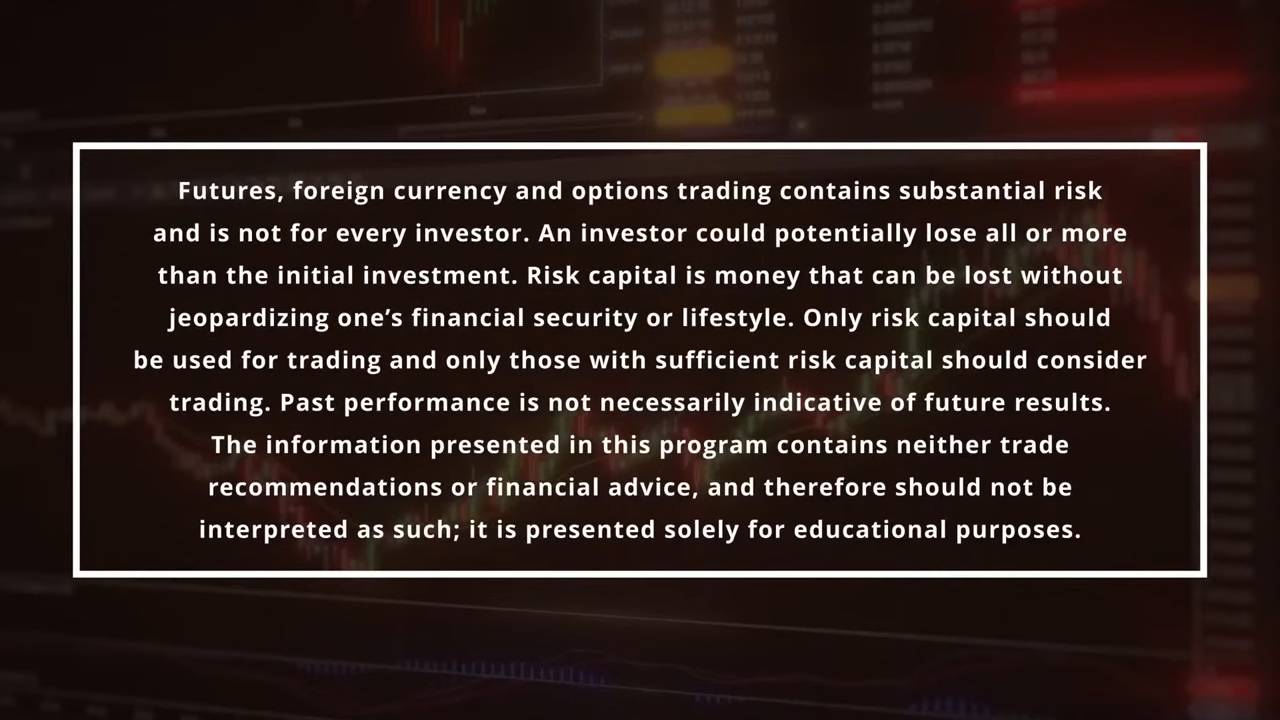 Futures, foreign currency and options trading contains substantial risk
and is not for every investor. An investor could potentially lose all or more
than the initial investment. Risk capital is money that can be lost without
jeopardizing one’s financial security or lifestyle. Only risk capital should
be used for trading and only those with sufficient risk capital should consider
trading. Past performance is not necessarily indicative of future results.
The information presented in this program contains neither trade
recommendations or financial advice, and therefore should not be
interpreted as such; it is presented solely for educational purposes.